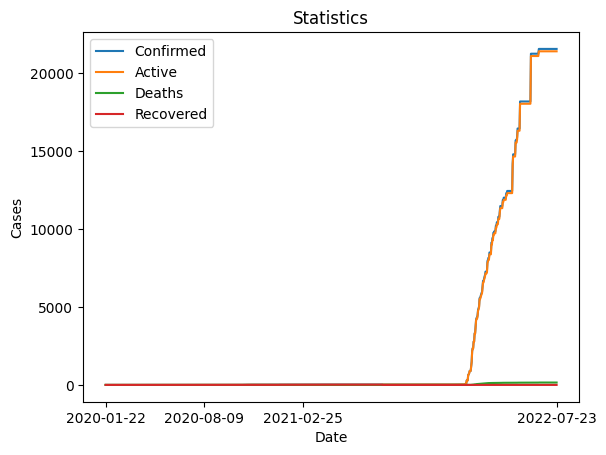 Statistics
Confirmed
Active
Deaths
Recovered
Cases
20000
15000
10000
5000
0
2020-01-22
2020-08-09
2021-02-25
2022-07-23
Date